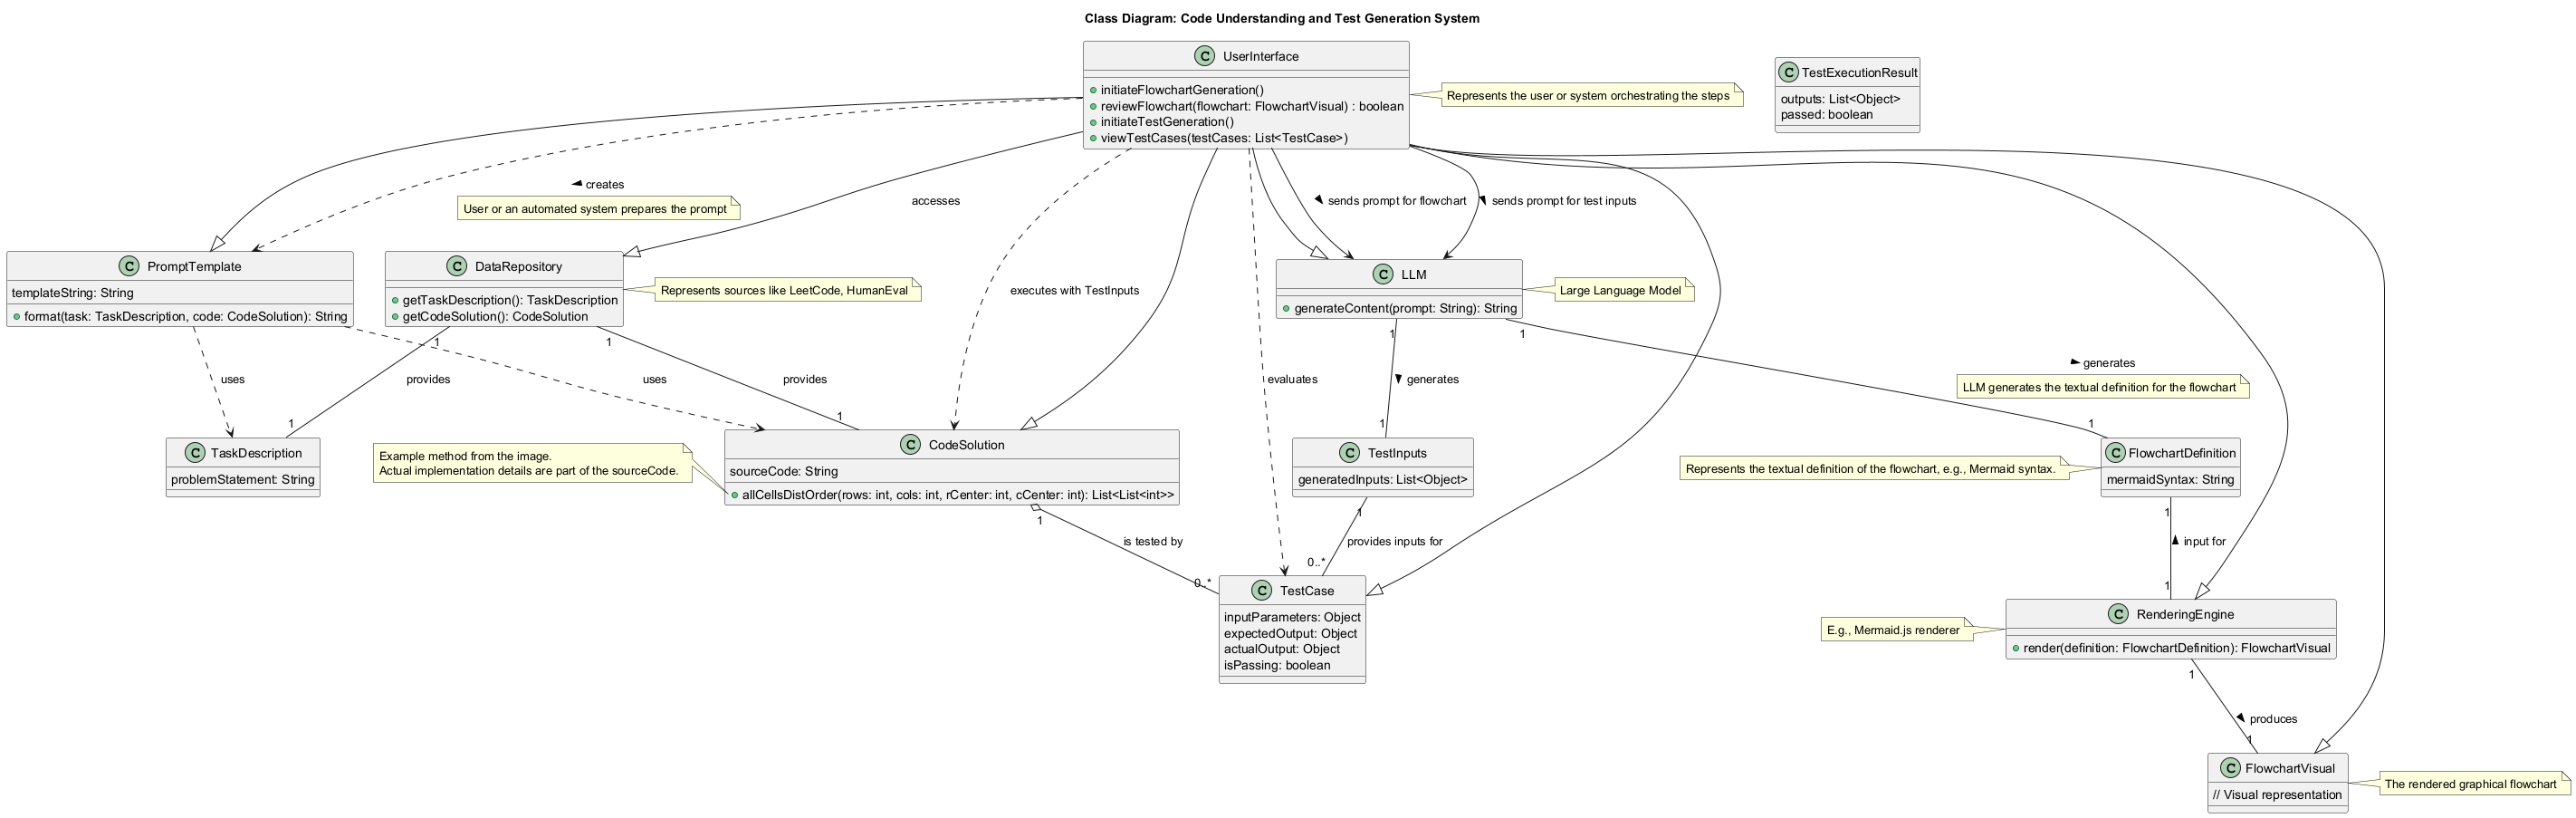 Class Diagram: Code Understanding and Test Generation System
C UserInterface
initiateFlowchartGeneration()
reviewFlowchart(flowchart: FlowchartVisual) : boolean
initiateTestGeneration()
viewTestCases(testCases: List<TestCase>)
Represents the user or system orchestrating the steps
C TestExecutionResult
outputs: List<Object>
passed: boolean
creates
User or an automated system prepares the prompt
accesses
executes with TestInputs
sends prompt for flowchart
sends prompt for test inputs
C PromptTemplate
templateString: String
format(task: TaskDescription, code: CodeSolution): String
C DataRepository
getTaskDescription(): TaskDescription
getCodeSolution(): CodeSolution
Represents sources like LeetCode, HumanEval
C LLM
generateContent(prompt: String): String
Large Language Model
1
1
1
1
uses
provides
uses
provides
evaluates
generates
generates
LLM generates the textual definition for the flowchart
1
1
1
1
C TaskDescription
problemStatement: String
Example method from the image.
Actual implementation details are part of the sourceCode.
C CodeSolution
sourceCode: String
allCellsDistOrder(rows: int, cols: int, rCenter: int, cCenter: int): List<List<int>>
C TestInputs
generatedInputs: List<Object>
Represents the textual definition of the flowchart, e.g., Mermaid syntax.
C FlowchartDefinition
mermaidSyntax: String
1
1
1
is tested by
provides inputs for
input for
0..*
0..*
1
C TestCase
inputParameters: Object
expectedOutput: Object
actualOutput: Object
isPassing: boolean
E.g., Mermaid.js renderer
C RenderingEngine
render(definition: FlowchartDefinition): FlowchartVisual
1
produces
1
C FlowchartVisual
// Visual representation
The rendered graphical flowchart